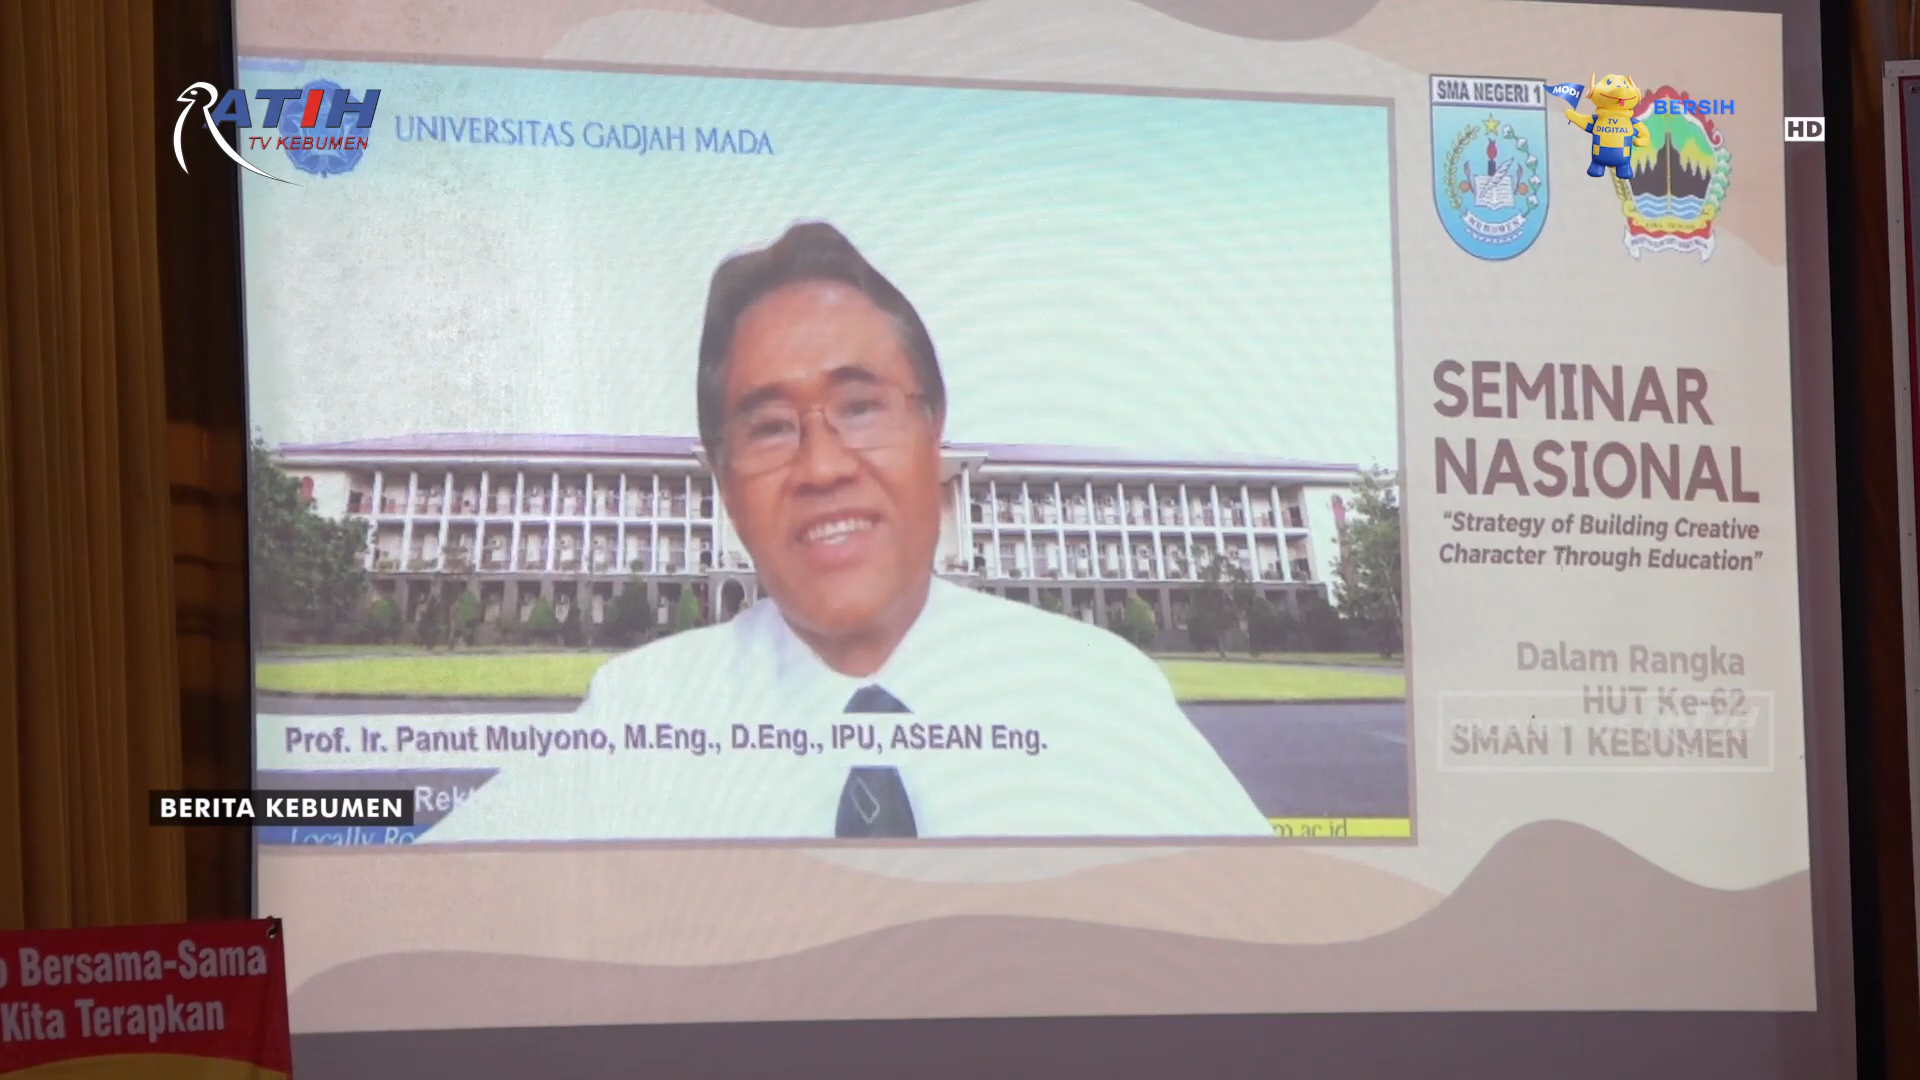 RATIH
TV KEBUMEN
UNIVERSITAS GADJAH MADA
SMA NEGERI 1
KEBUMEN
MODI
TV
DIGITAL
BERSIH
HD
SEMINAR
NASIONAL
“Strategy of Building Creative
Character Through Education”
Dalam Rangka
HUT Ke-62
SMAN 1 KEBUMEN
Prof. Ir. Panut Mulyono, M.Eng., D.Eng., IPU, ASEAN Eng.
BERITA KEBUMEN
Bersama-Sama
Kita Terapkan